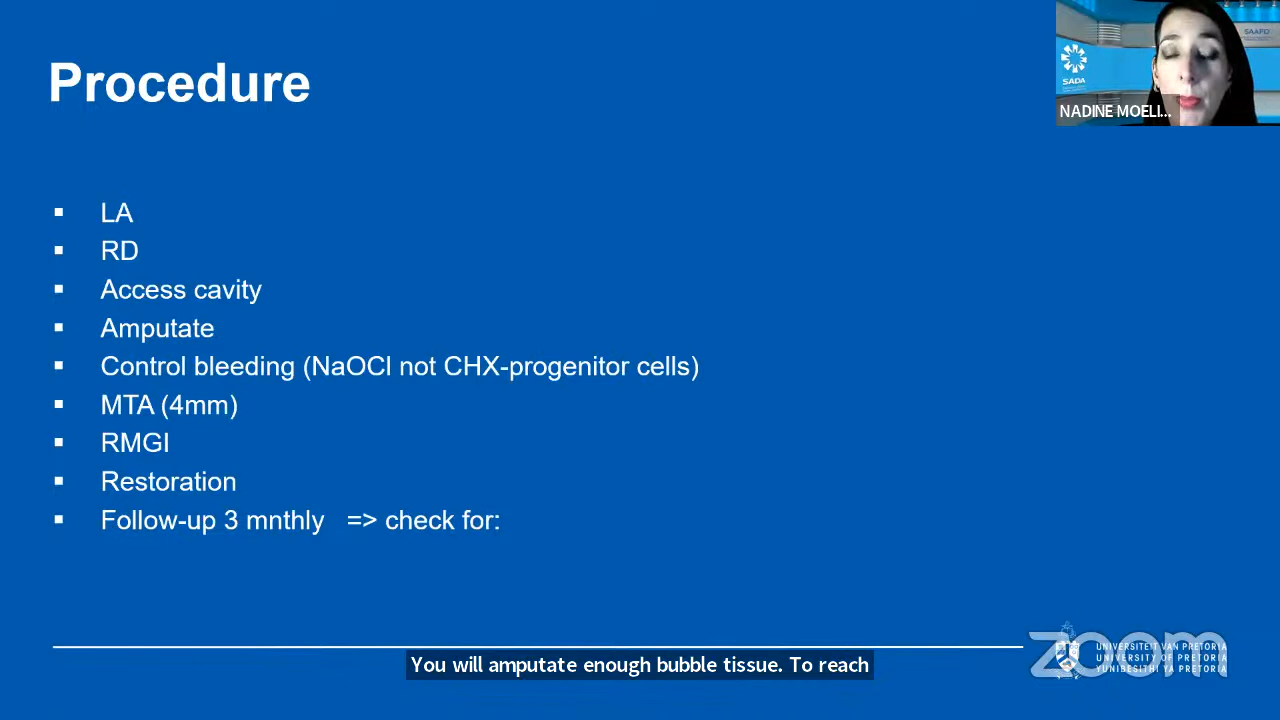 Procedure
SAAPD
SADA
NADINE MOELI...
▪ LA
▪ RD
▪ Access cavity
▪ Amputate
▪ Control bleeding (NaOCl not CHX-progenitor cells)
▪ MTA (4mm)
▪ RMGI
▪ Restoration
▪ Follow-up 3 mnthly => check for:
You will amputate enough bubble tissue. To reach
zoom
UNIVERSITEIT VAN PRETORIA
UNIVERSITY OF PRETORIA
YUNIBESITHI YA PRETORIA